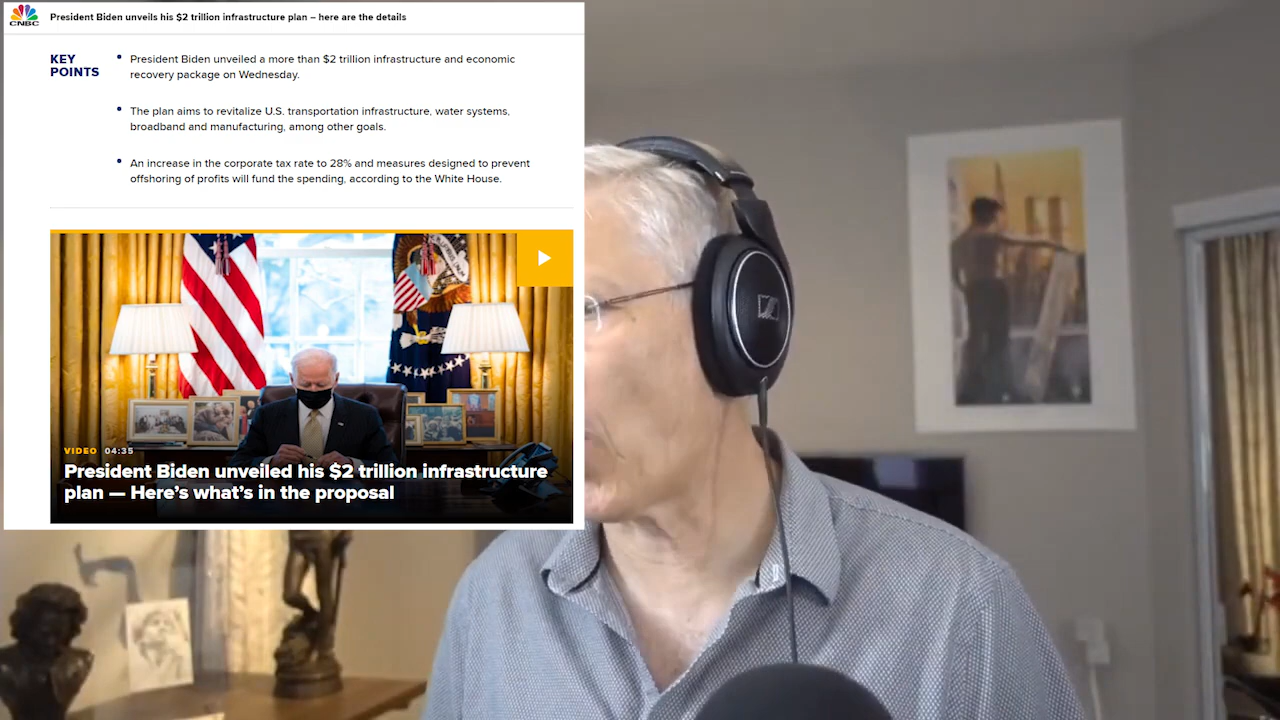 CNBC
President Biden unveils his $2 trillion infrastructure plan – here are the details
KEY
POINTS
President Biden unveiled a more than $2 trillion infrastructure and economic
recovery package on Wednesday.
The plan aims to revitalize U.S. transportation infrastructure, water systems,
broadband and manufacturing, among other goals.
An increase in the corporate tax rate to 28% and measures designed to prevent
offshoring of profits will fund the spending, according to the White House.
VIDEO 04:35
President Biden unveiled his $2 trillion infrastructure
plan — Here’s what’s in the proposal